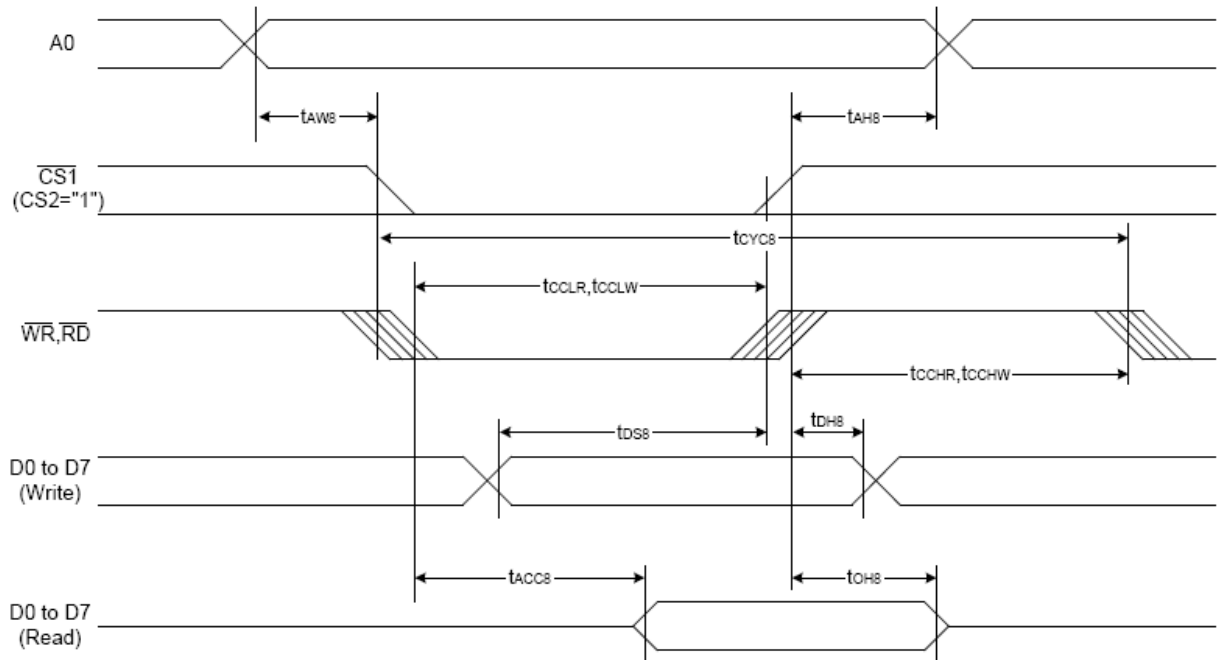 A0
tAW8
tAH8
CS1
(CS2="1")
tCYC8
tCCLR,tCCLW
WR,RD
tCCHR,tCCHW
tDS8
tDH8
D0 to D7
(Write)
tACC8
tOH8
D0 to D7
(Read)